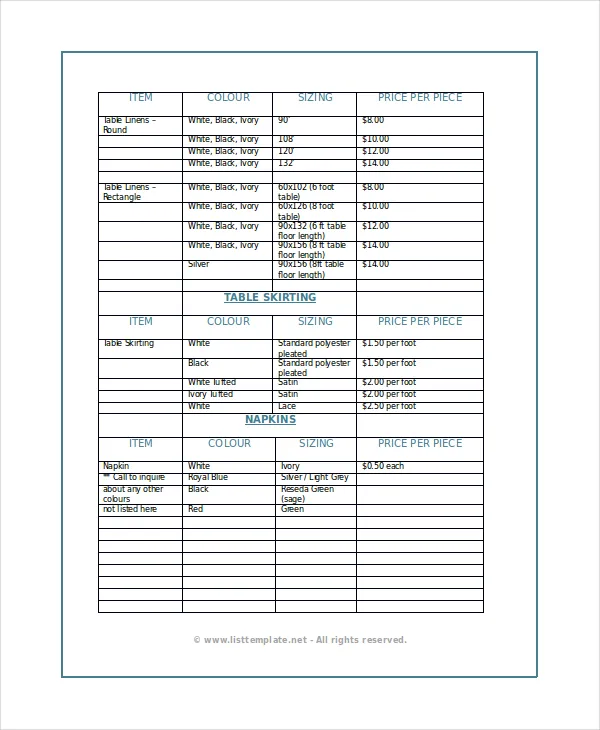 ITEM COLOUR SIZING PRICE PER PIECE
Table Linens – White, Black, Ivory 90" $8.00
Round
White, Black, Ivory 108" $10.00
White, Black, Ivory 120" $12.00
White, Black, Ivory 132" $14.00
Table Linens – White, Black, Ivory 60x102 (6 foot $8.00
Rectangle table)
White, Black, Ivory 60x126 (8 foot $10.00
table)
White, Black, Ivory 90x132 (6 ft table $12.00
floor length)
White, Black, Ivory 90x156 (8 ft table $14.00
floor length)
Silver 90x156 (8ft table $14.00
floor length)
TABLE SKIRTING
ITEM COLOUR SIZING PRICE PER PIECE
Table Skirting White Standard polyester $1.50 per foot
pleated
Black Standard polyester $1.50 per foot
pleated
White Tufted Satin $2.00 per foot
Ivory Tufted Satin $2.00 per foot
White Lace $2.50 per foot
NAPKINS
ITEM COLOUR SIZING PRICE PER PIECE
Napkin White Ivory $0.50 each
** Call to inquire Royal Blue Silver / Light Grey
about any other Black Reseda Green
colours (sage)
not listed here Red Green
© www.listtemplate.net - All rights reserved.